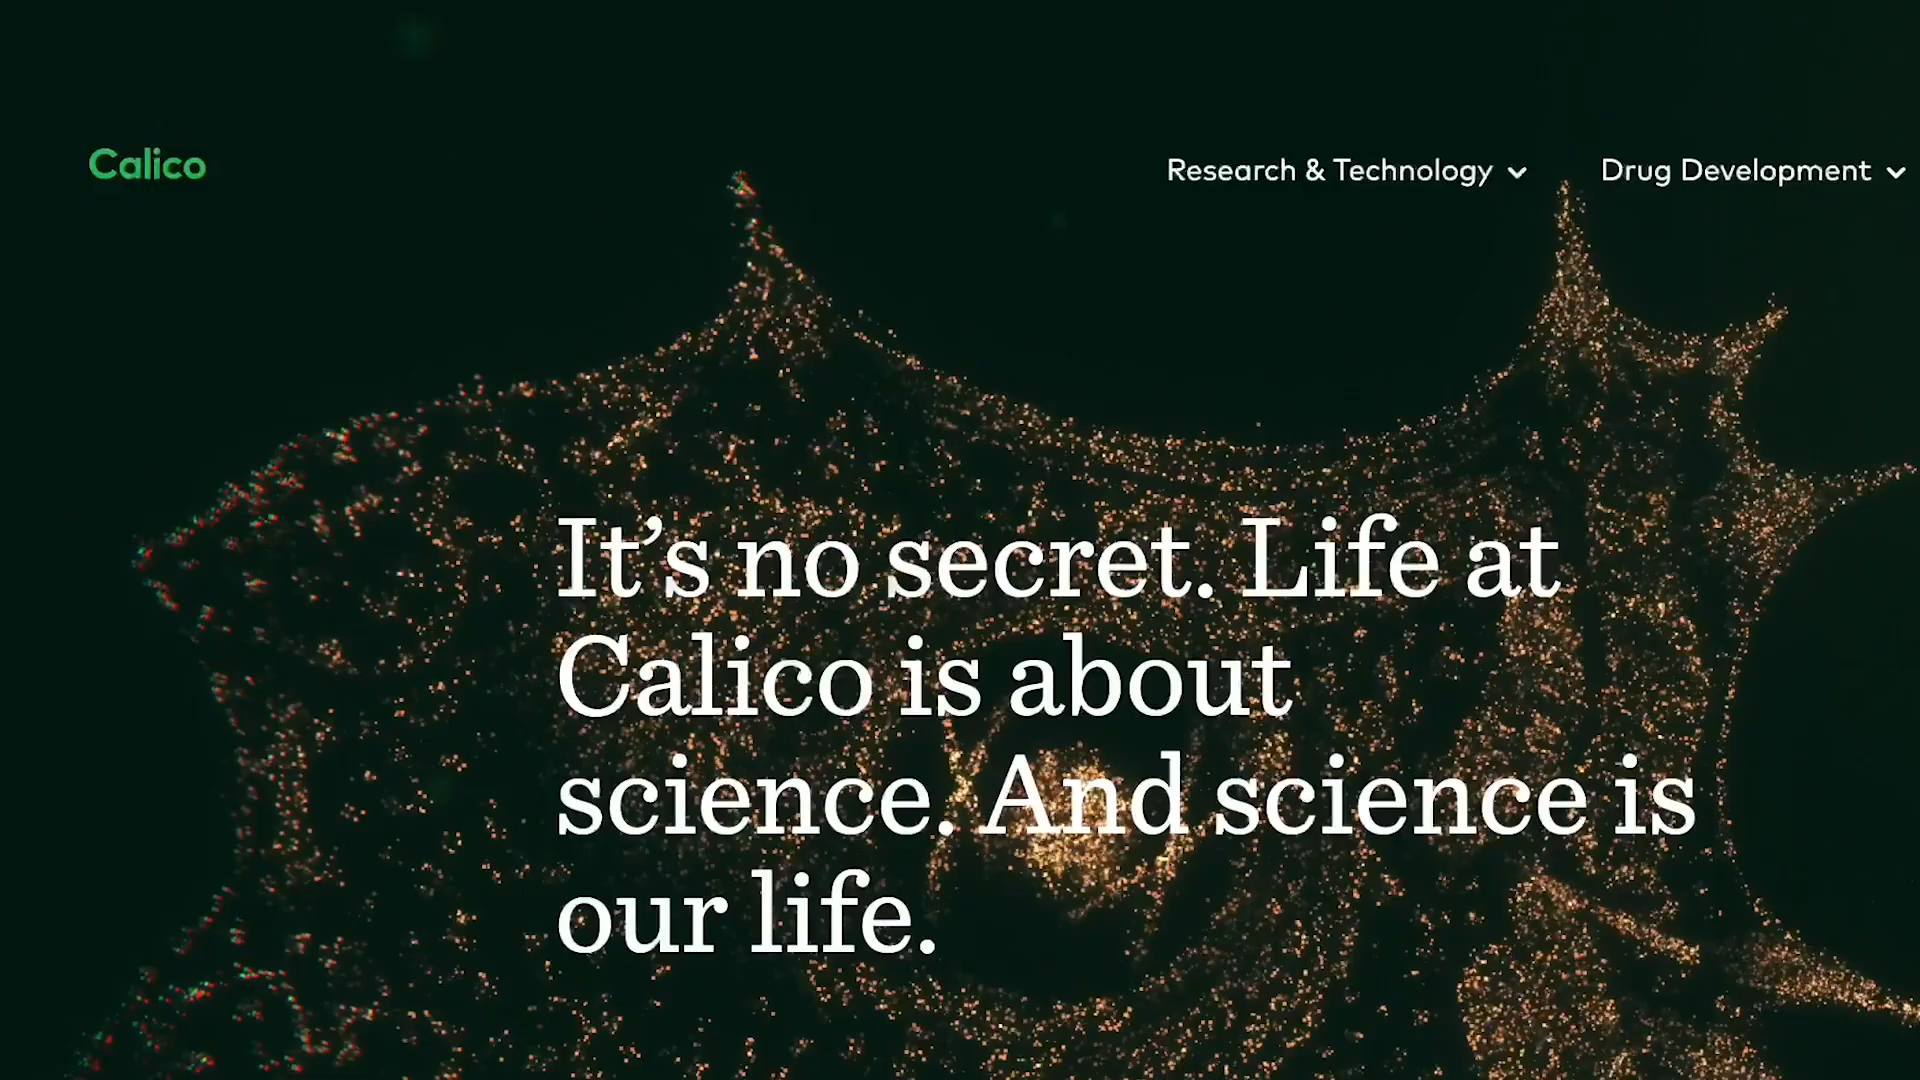 Calico
Research & Technology
Drug Development
It’s no secret. Life at
Calico is about
science. And science is
our life.